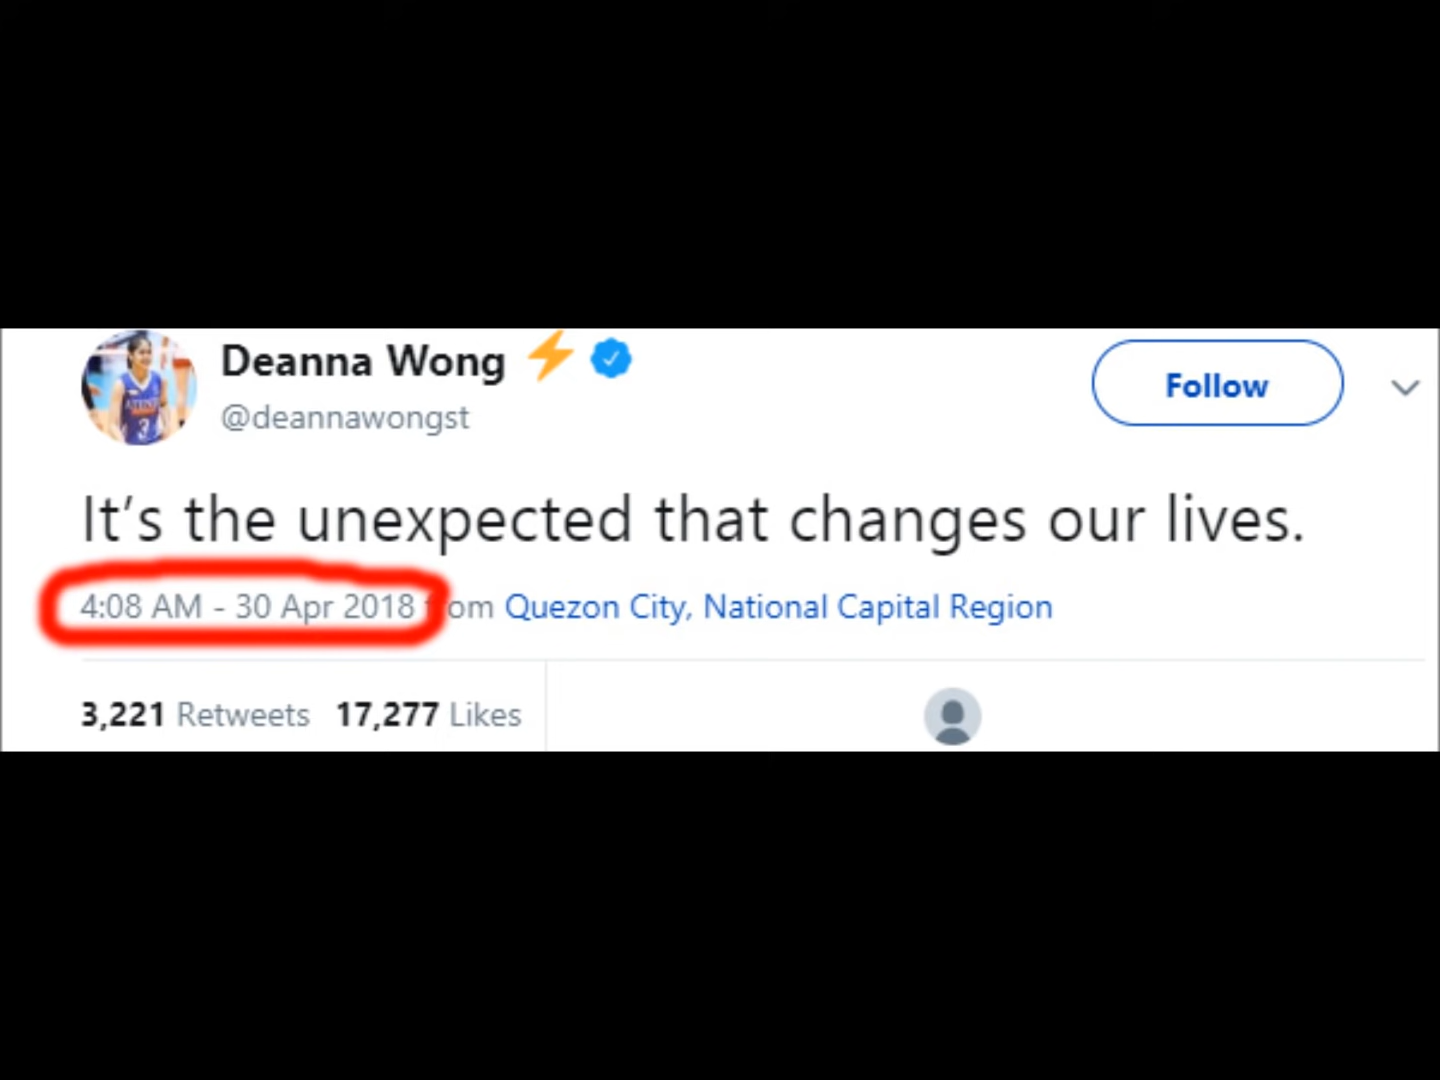 Deanna Wong ⚡
@deannawongst
Follow
It’s the unexpected that changes our lives.
4:08 AM - 30 Apr 2018 from Quezon City, National Capital Region
3,221 Retweets 17,277 Likes